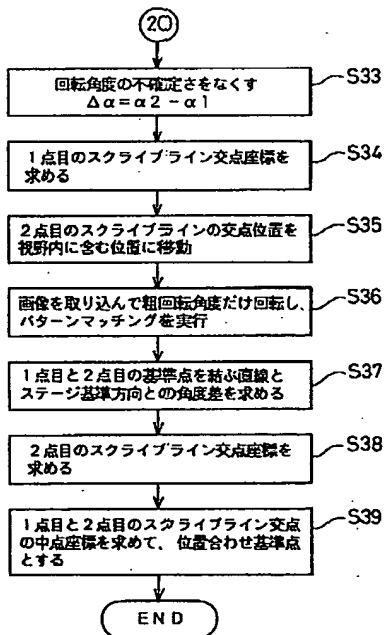 20
回転角度の不確定さをなくす
Δα=α2-α1
S33
1点目のスクライブライン交点座標を
求める
S34
2点目のスクライブラインの交点位置を
視野内に含む位置に移動
S35
画像を取り込んで粗回転角度だけ回転し、
パターンマッチングを実行
S36
1点目と2点目の基準点を結ぶ直線と
ステージ基準方向との角度差を求める
S37
2点目のスクライブライン交点座標を
求める
S38
1点目と2点目のスクライブライン交点
の中点座標を求めて、位置合わせ基準点
とする
S39
END